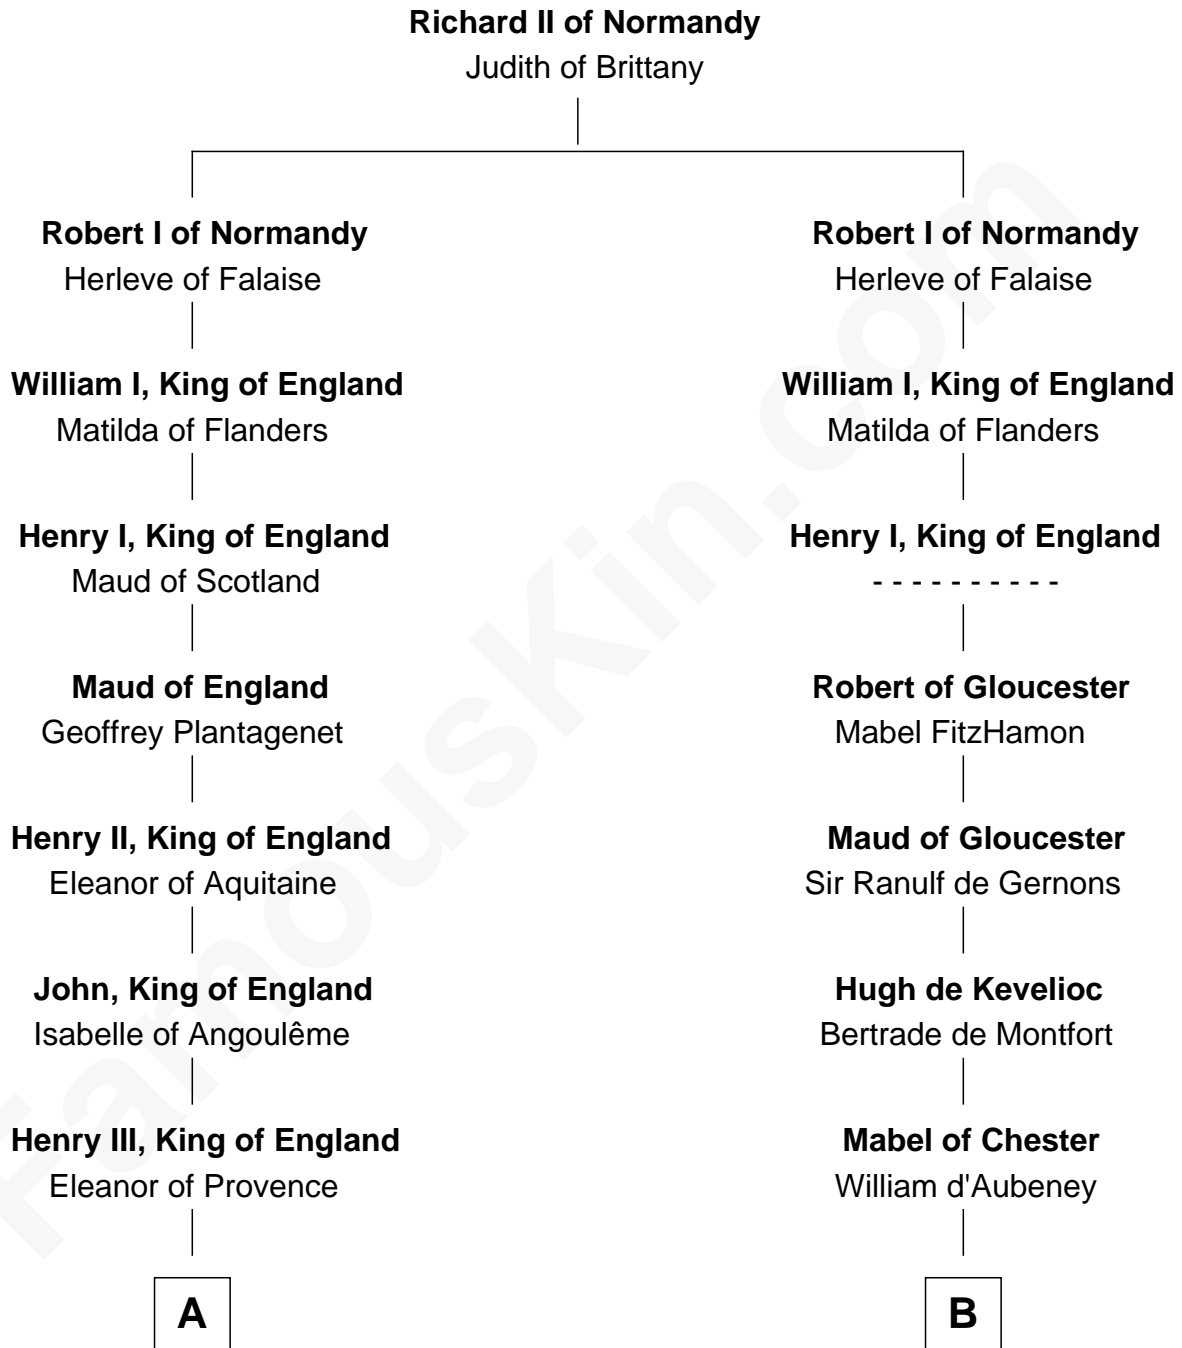 Richard II of Normandy
Judith of Brittany
Robert I of Normandy
Herleve of Falaise
William I, King of England
Matilda of Flanders
Henry I, King of England
Maud of Scotland
Maud of England
Geoffrey Plantagenet
Henry II, King of England
Eleanor of Aquitaine
John, King of England
Isabelle of Angoulême
Henry III, King of England
Eleanor of Provence
A
Robert I of Normandy
Herleve of Falaise
William I, King of England
Matilda of Flanders
Henry I, King of England
- - - - - - - - - -
Robert of Gloucester
Mabel FitzHamon
Maud of Gloucester
Sir Ranulf de Gernons
Hugh de Kevelioc
Bertrade de Montfort
Mabel of Chester
William d'Aubeney
B
FamousKin.com